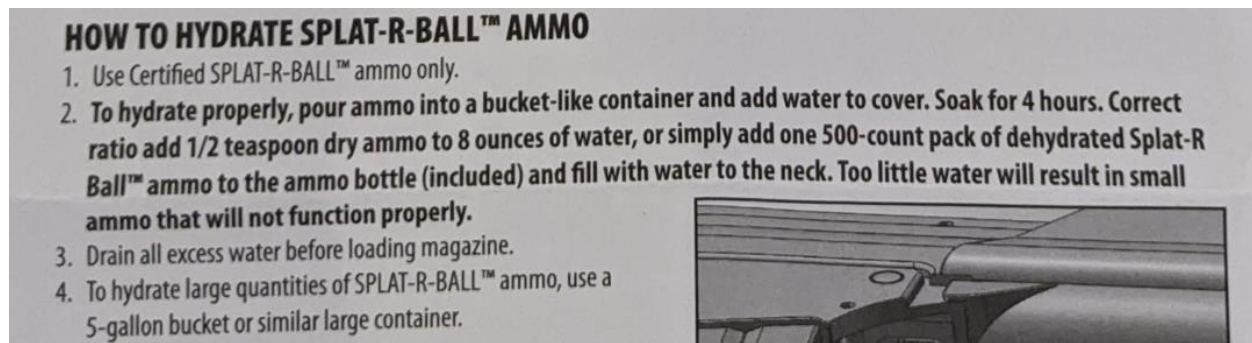 HOW TO HYDRATE SPLAT-R-BALL™ AMMO
1. Use Certified SPLAT-R-BALL™ ammo only.
2. To hydrate properly, pour ammo into a bucket-like container and add water to cover. Soak for 4 hours. Correct
ratio add 1/2 teaspoon dry ammo to 8 ounces of water, or simply add one 500-count pack of dehydrated Splat-R
Ball™ ammo to the ammo bottle (included) and fill with water to the neck. Too little water will result in small
ammo that will not function properly.
3. Drain all excess water before loading magazine.
4. To hydrate large quantities of SPLAT-R-BALL™ ammo, use a
5-gallon bucket or similar large container.